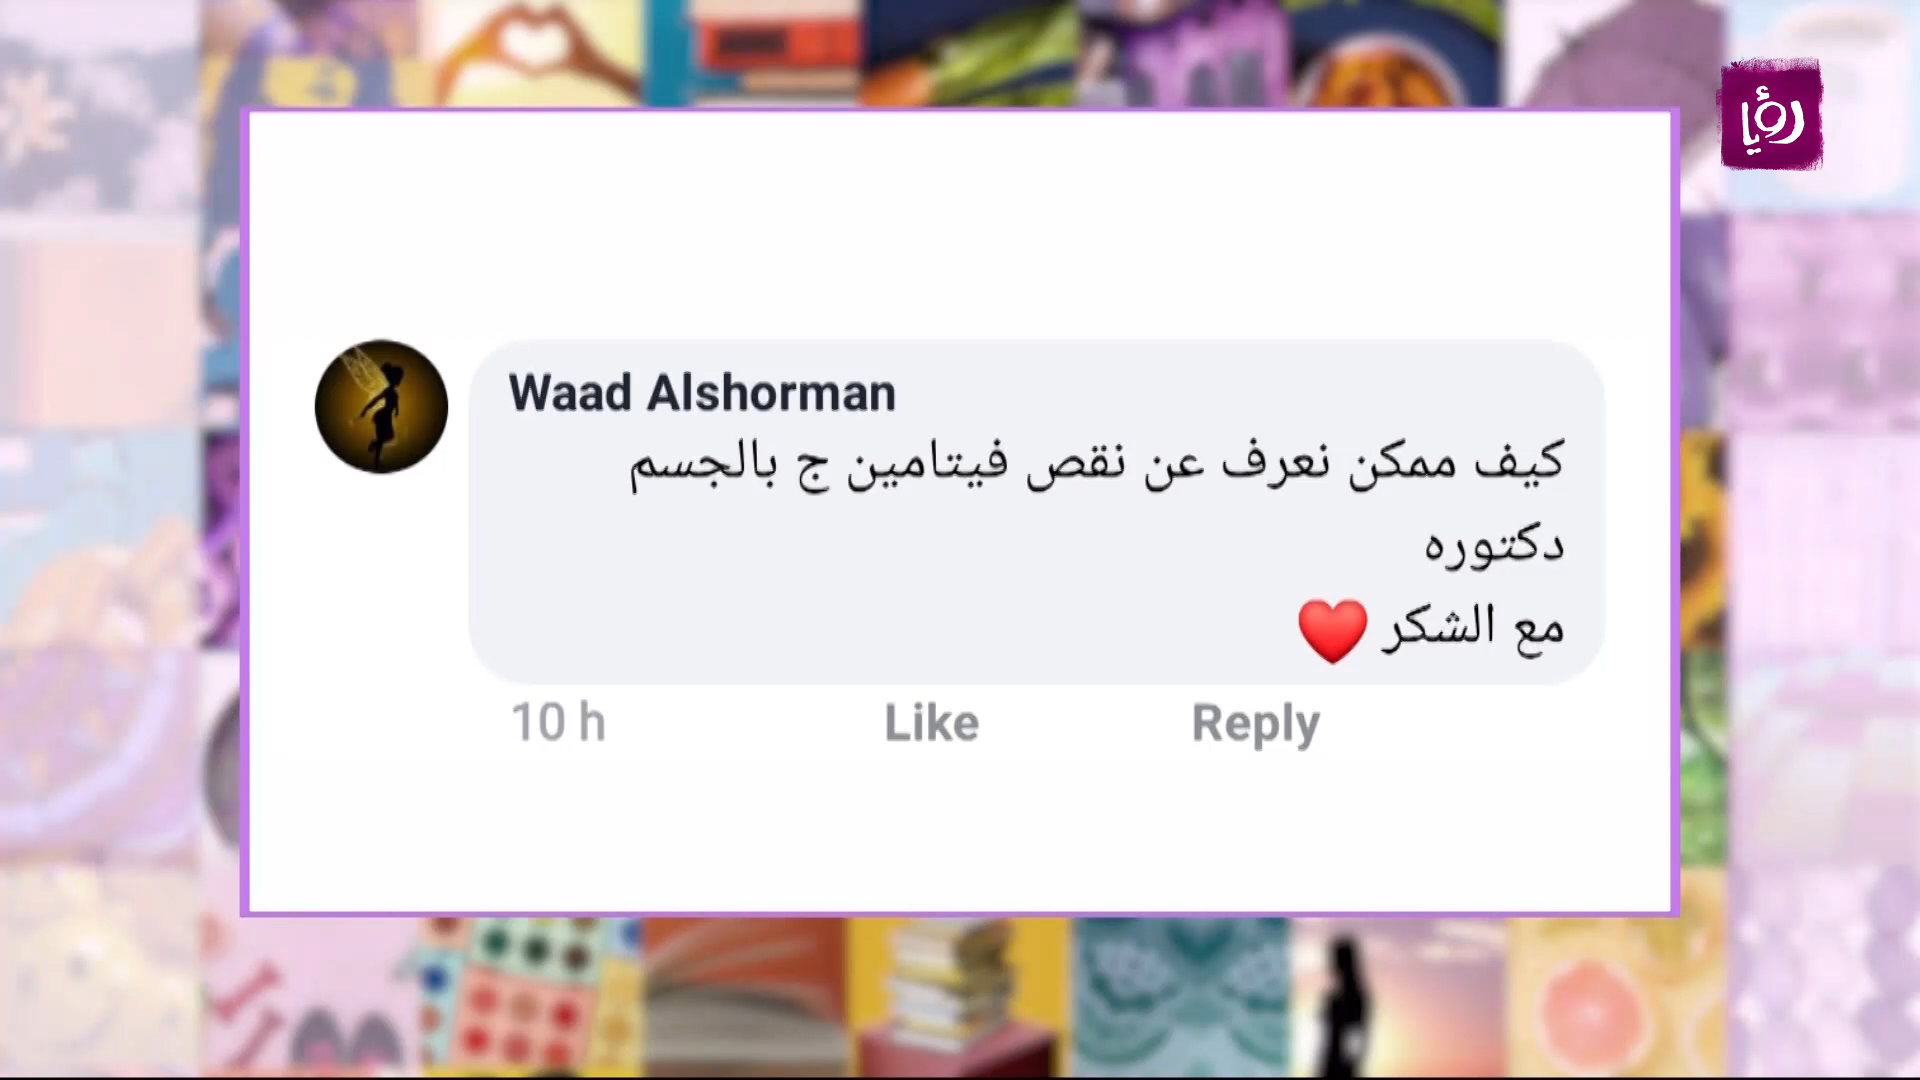 رؤيا
Waad Alshorman
كيف ممكن نعرف عن نقص فيتامين ج بالجسم
دكتوره
مع الشكر ❤️
10 h Like Reply